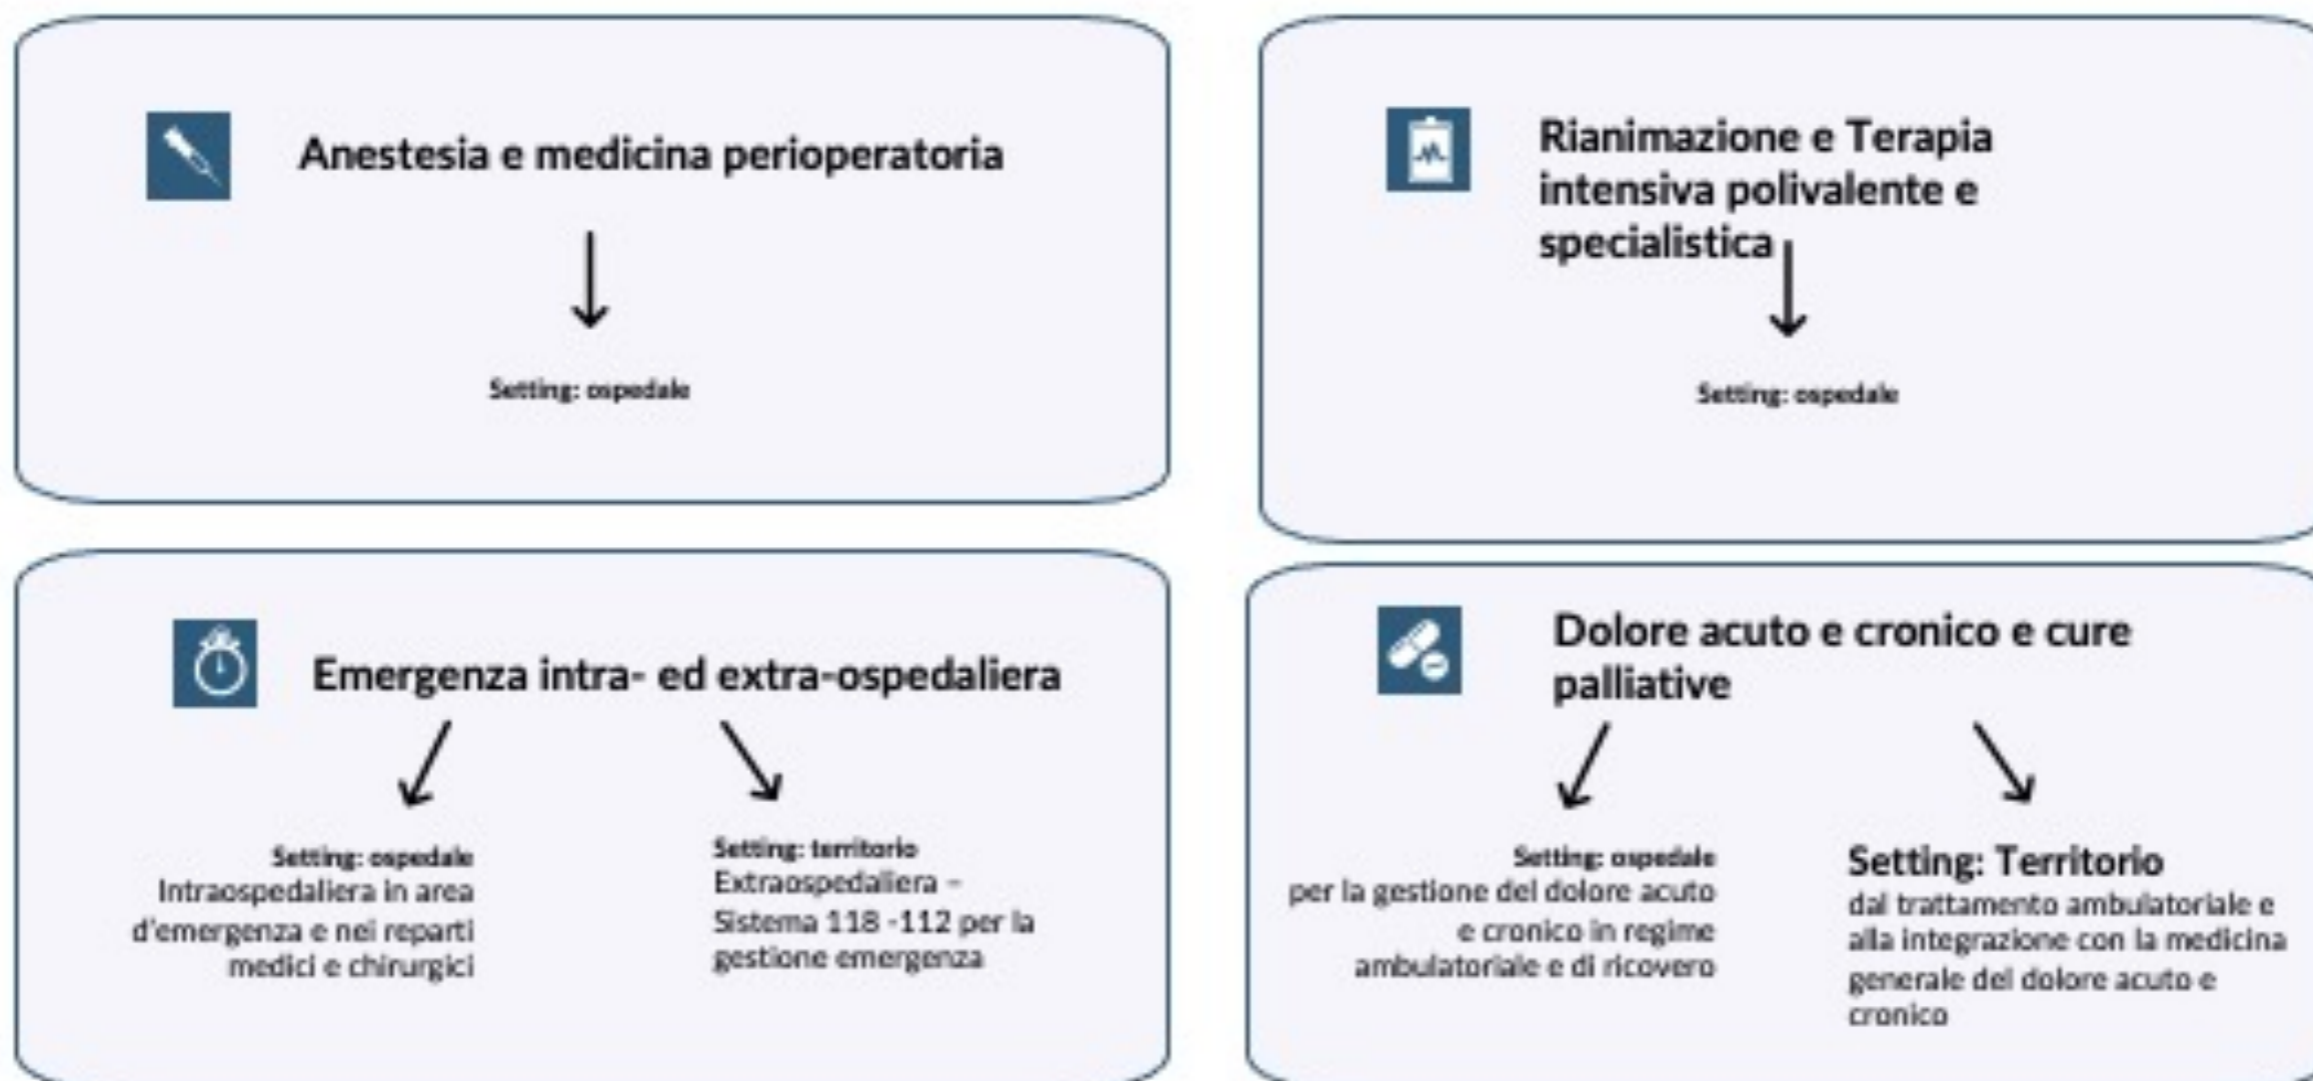 Anestesia e medicina perioperatoria
Setting: ospedale
Rianimazione e Terapia
intensiva polivalente e
specialistica
Setting: ospedale
Emergenza intra- ed extra-ospedaliera
Setting: ospedale
Intraospedaliera in area
d'emergenza e nei reparti
medici e chirurgici
Setting: territorio
Extraospedaliera –
Sistema 118 -112 per la
gestione emergenza
Dolore acuto e cronico e cure
palliative
Setting: ospedale
per la gestione del dolore acuto
e cronico in regime
ambulatoriale e di ricovero
Setting: Territorio
dal trattamento ambulatoriale e
alla integrazione con la medicina
generale del dolore acuto e
cronico